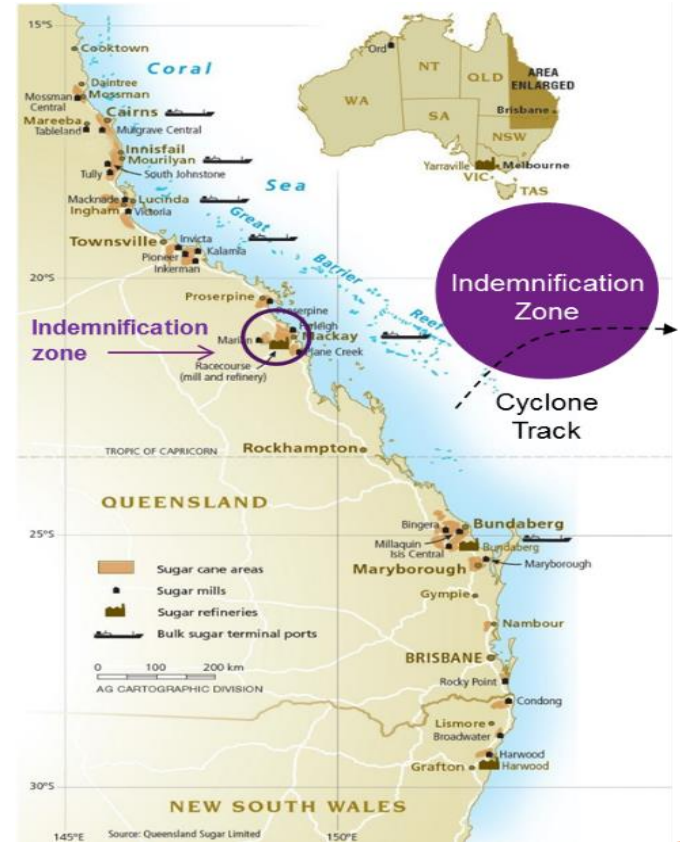 15°S
Cooktown
Coral
Daintree
Mossman Central
Mossman
Cairns
Mareeba
Tableland
Mulgrave Central
Innisfail
Mourilyan
Tully
South Johnstone
Sea
Macknade
Lucinda
Ingham
Victoria
Great
Townsville
Invicta
Pioneer
Kalamia
Inkerman
Barrier
20°S
Proserpine
Proserpine
Reef
Indemnification
zone
Marian
Mackay
Plane Creek
Racecourse
(mill and refinery)
TROPIC OF CAPRICORN
Rockhampton
QUEENSLAND
25°S
Bingera
Bundaberg
Millaquin
Bundaberg
Isis Central
Maryborough
Maryborough
Gympie
Nambour
BRISBANE
Rocky Point
Condong
Lismore
Broadwater
Harwood
Grafton
Harwood
30°S
NEW SOUTH WALES
145°E
150°E
Source: Queensland Sugar Limited
Sugar cane areas
Sugar mills
Sugar refineries
Bulk sugar terminal ports
0 100 200 km
AG CARTOGRAPHIC DIVISION
Ord
NT
QLD
AREA
ENLARGED
WA
Brisbane
SA
NSW
Yarraville
Melbourne
VIC
TAS
Indemnification
Zone
Cyclone
Track